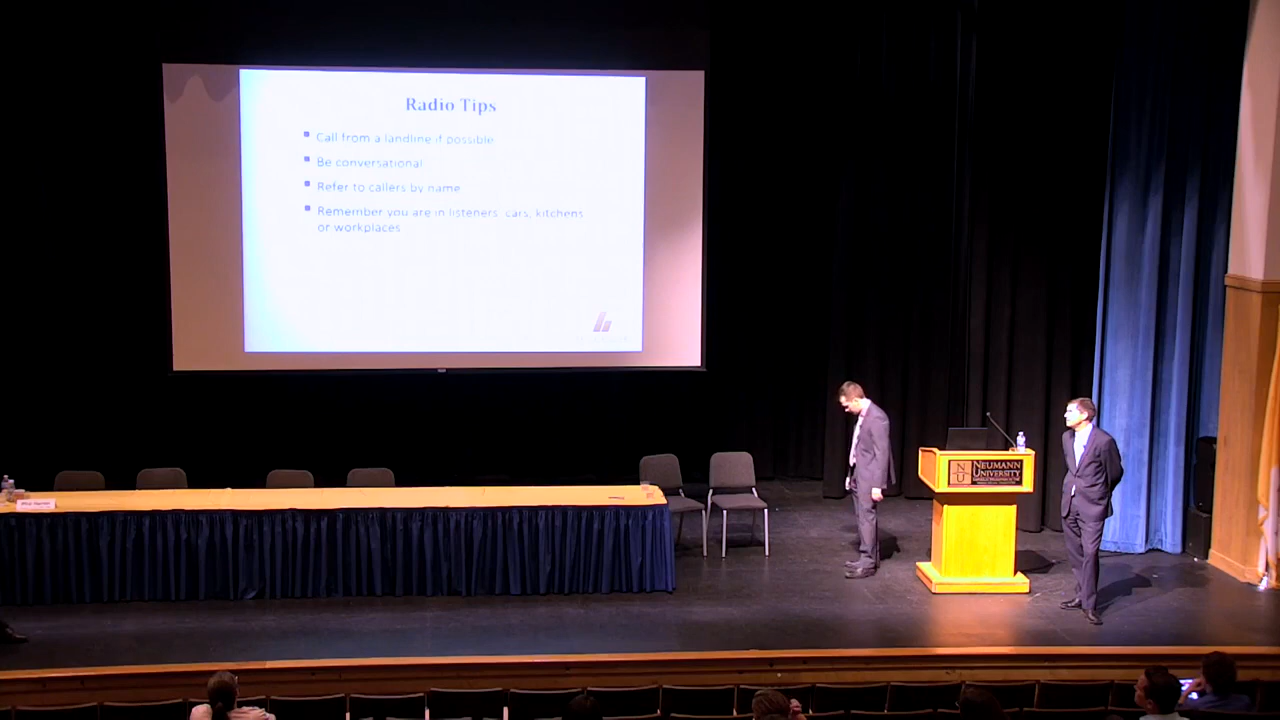 Radio Tips
Call from a landline if possible
Be conversational
Refer to callers by name
Remember you are in listeners, cars, kitchens
or workplaces
NU
NEUMANN
UNIVERSITY